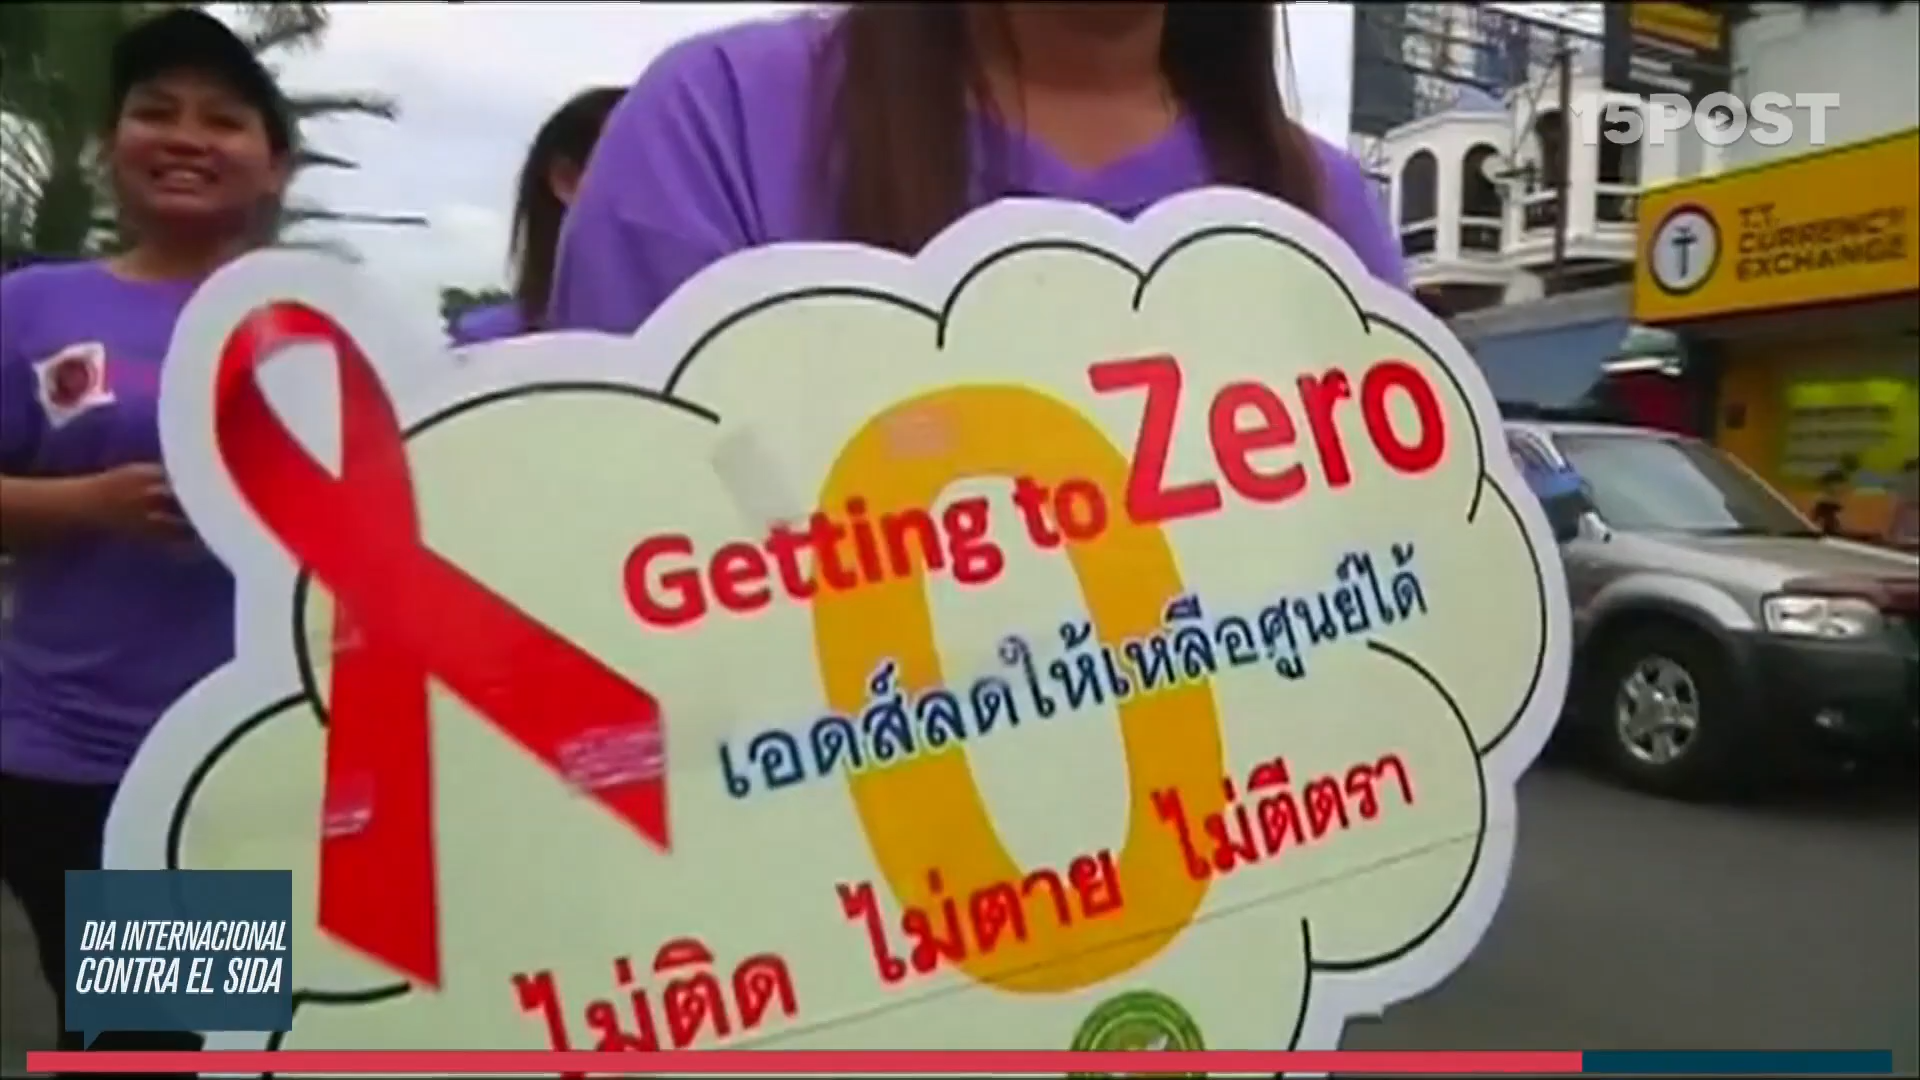 15POST
T.T.
CURRENCY
EXCHANGE
Getting to Zero
เอดส์ลดให้เหลือศูนย์ได้
ไม่ติด ไม่ตาย ไม่ตีตรา
DIA INTERNACIONAL
CONTRA EL SIDA